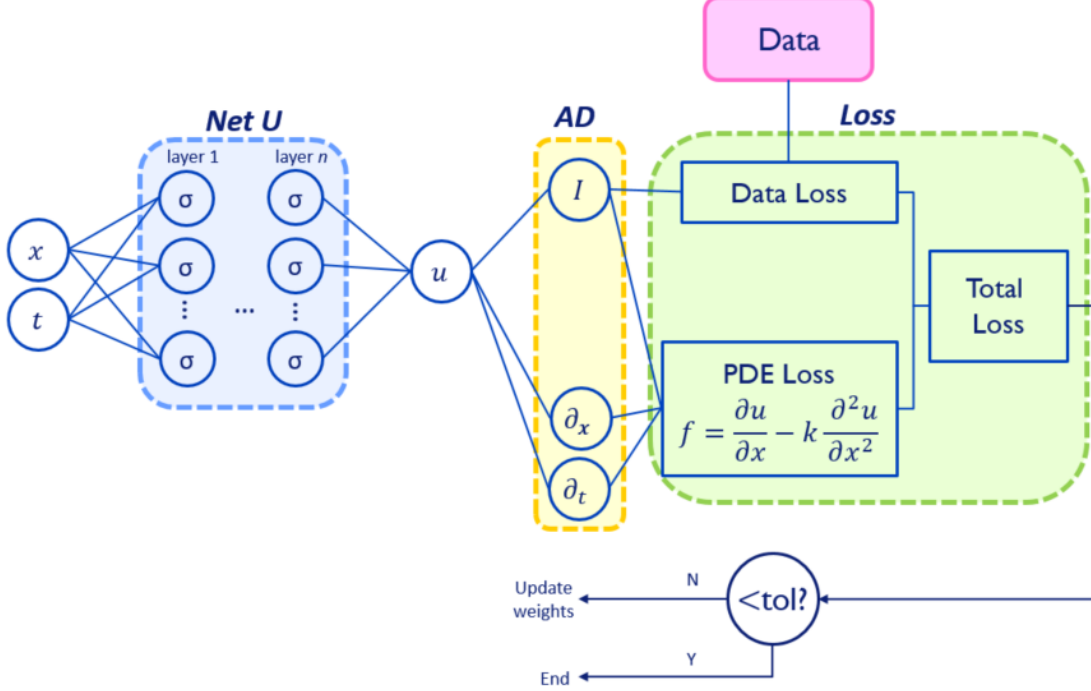 Data
Net U
AD
Loss
layer 1
layer n
σ
σ
I
Data Loss
x
σ
σ
u
Total
Loss
t
⋮ ... ⋮
σ
σ
PDE Loss
f = ∂u/∂x − k ∂²u/∂x²
∂x
∂t
Update
weights
N
<tol?
Y
End